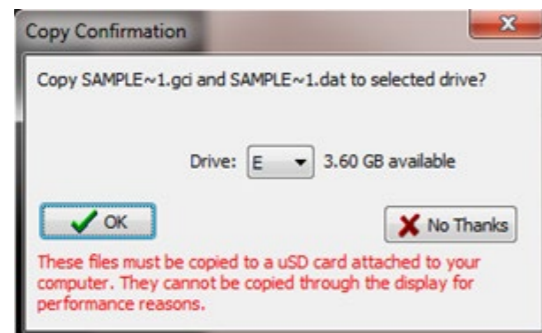 Copy Confirmation
Copy SAMPLE~1.gci and SAMPLE~1.dat to selected drive?
Drive: E 3.60 GB available
OK No Thanks
These files must be copied to a uSD card attached to your
computer. They cannot be copied through the display for
performance reasons.